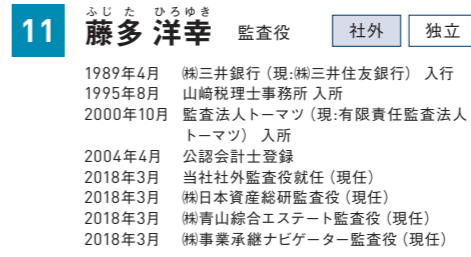 ふじた ひろゆき
11 藤多 洋幸 監査役 社外 独立
1989年4月 ㈱三井銀行（現:㈱三井住友銀行） 入行
1995年8月 山﨑税理士事務所 入所
2000年10月 監査法人トーマツ（現:有限責任監査法人
トーマツ） 入所
2004年4月 公認会計士登録
2018年3月 当社社外監査役就任（現任）
2018年3月 ㈱日本資産総研監査役（現任）
2018年3月 ㈱青山綜合エステート監査役（現任）
2018年3月 ㈱事業承継ナビゲーター監査役（現任）